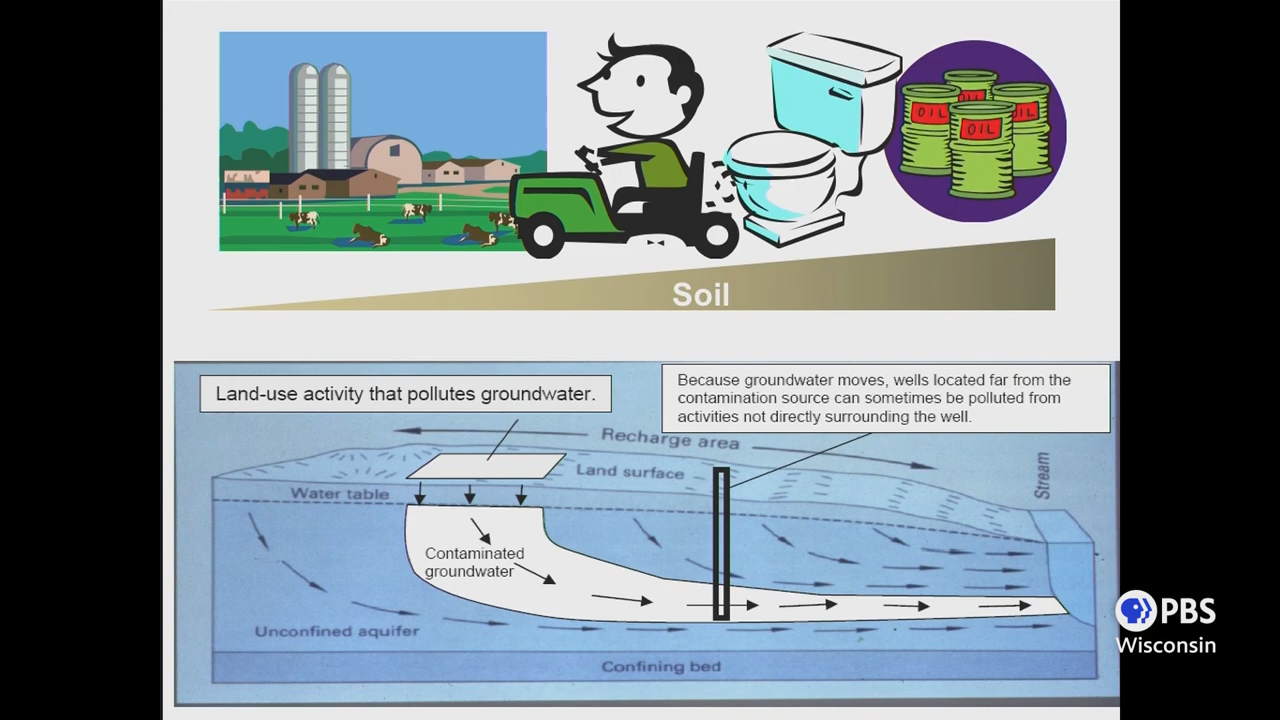 OIL
OIL
OIL
OIL
Soil
Land-use activity that pollutes groundwater.
Because groundwater moves, wells located far from the
contamination source can sometimes be polluted from
activities not directly surrounding the well.
Recharge area
Land surface
Stream
Water table
Contaminated
groundwater
Unconfined aquifer
Confining bed
PBS
Wisconsin